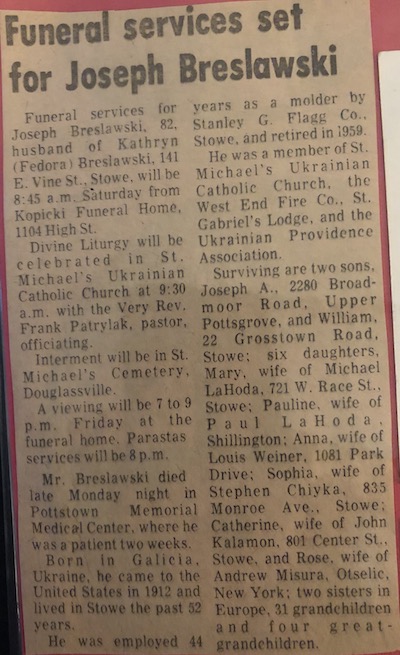 Funeral services set
for Joseph Breslawski
Funeral services for
Joseph Breslawski, 82,
husband of Kathryn
(Fedora) Breslawski, 141
E. Vine St., Stowe, will be
8:45 a.m. Saturday from
Kopicki Funeral Home,
1104 High St.
Divine Liturgy will be
celebrated in St.
Michael's Ukrainian
Catholic Church at 9:30
a.m. with the Very Rev.
Frank Patrylak, pastor,
officiating.
Interment will be in St.
Michael's Cemetery,
Douglassville.
A viewing will be 7 to 9
p.m. Friday at the
funeral home. Parastas
services will be 8 p.m.
Mr. Breslawski died
late Monday night in
Pottstown Memorial
Medical Center, where he
was a patient two weeks.
Born in Galicia,
Ukraine, he came to the
United States in 1912 and
lived in Stowe the past 52
years.
He was employed 44
years as a molder by
Stanley G. Flagg Co.,
Stowe, and retired in 1959.
He was a member of St.
Michael's Ukrainian
Catholic Church, the
West End Fire Co., St.
Gabriel's Lodge, and the
Ukrainian Providence
Association.
Surviving are two sons,
Joseph A., 2280 Broad-
moor Road, Upper
Pottsgrove, and William,
22 Grosstown Road,
Stowe; six daughters,
Mary, wife of Michael
LaHoda, 721 W. Race St.,
Stowe; Pauline, wife of
Paul LaHoda,
Shillington; Anna, wife of
Louis Weiner, 1081 Park
Drive; Sophia, wife of
Stephen Chiyka, 835
Monroe Ave., Stowe;
Catherine, wife of John
Kalamon, 801 Center St.,
Stowe, and Rose, wife of
Andrew Misura, Otselic,
New York; two sisters in
Europe, 31 grandchildren
and four great-
grandchildren.